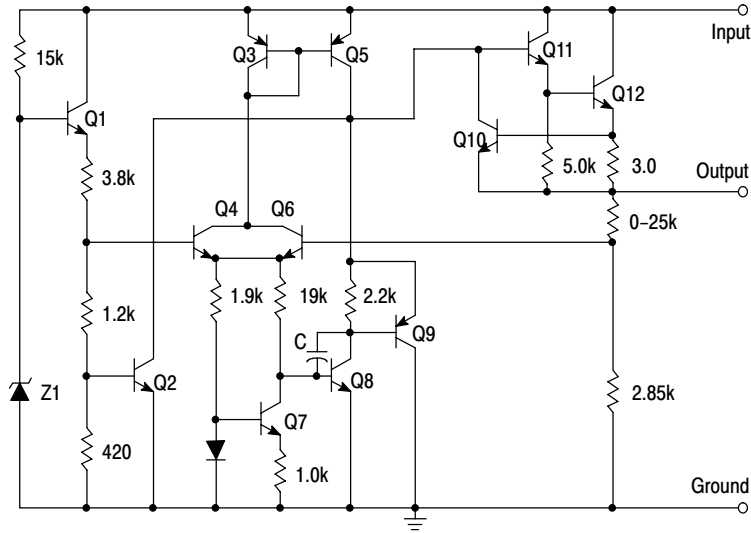 Input
15k
Q3
Q5
Q11
Q12
Q1
Q10
3.8k
5.0k
3.0
Output
Q4
Q6
0–25k
1.2k
1.9k
19k
2.2k
C
Q9
Z1
Q2
Q8
2.85k
Q7
420
1.0k
Ground